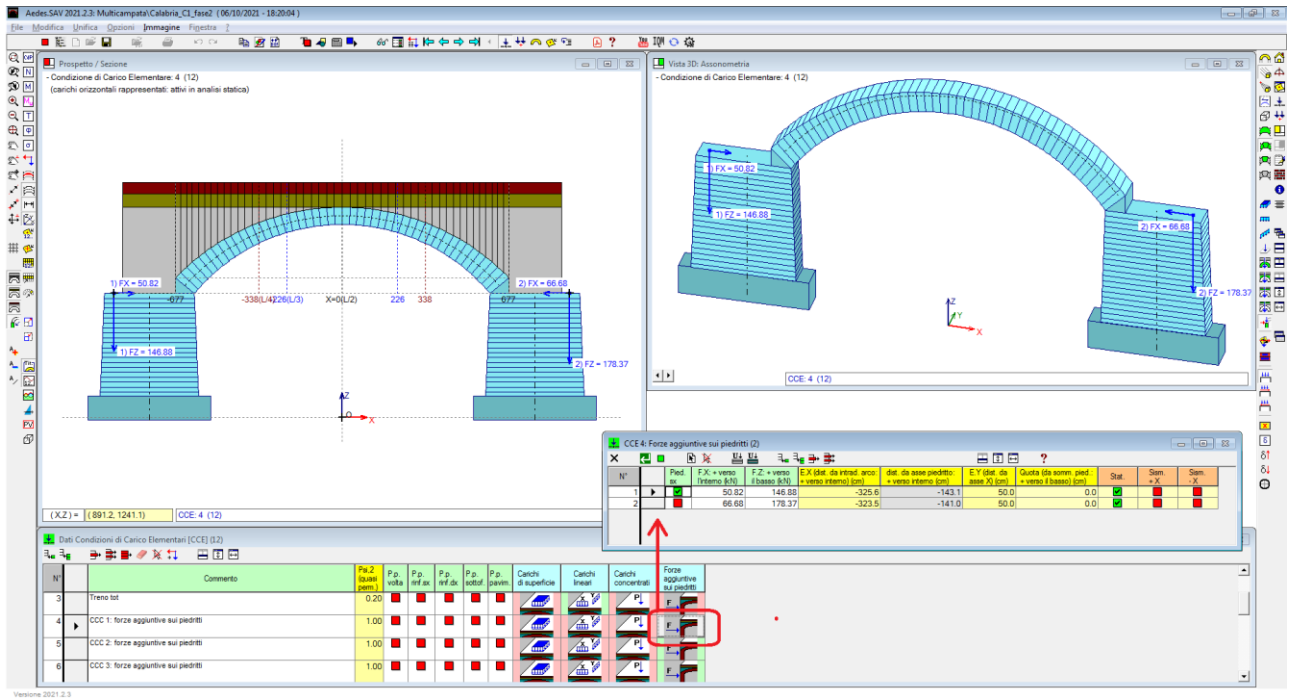 Aedes.SAV 2021.2.3: Multicampata\Calabria_C1_fase2 ( 06/10/2021 - 18:20:04 )
File Modifica Unifica Opzioni Immagine Finestra ?
Prospetto / Sezione
- Condizione di Carico Elementare: 4 (12)
(carichi orizzontali rappresentati: attivi in analisi statica)
1) FX = 50.82
2) FX = 66.68
-338(L/4)
-226(L/3)
X=0(L/2)
226
338
1) FZ = 146.88
2) FZ = 178.37
Z
O
X
(X,Z) = ( 891.2, 1241.1) CCE: 4 (12)
Vista 3D: Assonometria
- Condizione di Carico Elementare: 4 (12)
1) FX = 50.82
1) FZ = 146.88
2) FX = 66.68
2) FZ = 178.37
Z
Y
X
CCE: 4 (12)
CCE 4: Forze aggiuntive sui piedritti (2)
N° Pied. sx F.X: + verso l'interno (kN) F.Z: + verso il basso (kN) E.X (dist. da intrad. arco: + verso interno) (cm) dist. da asse piedritto: + verso interno (cm) E.Y (dist. da asse X) (cm) Quota (da somm. pied.: + verso il basso) (cm) Stat. Sism. + X Sism. - X
1 50.82 146.88 -325.6 -143.1 50.0 0.0
2 66.68 178.37 -323.5 -141.0 50.0 0.0
Dati Condizioni di Carico Elementari [CCE] (12)
N° Commento Psi.2 (quasi perm.) P.p. volta P.p. rinf.sx P.p. rinf.dx P.p. sottof. P.p. pavim. Carichi di superficie Carichi lineari Carichi concentrati Forze aggiuntive sui piedritti
3 Treno tot 0.20
4 CCC 1: forze aggiuntive sui piedritti 1.00
5 CCC 2: forze aggiuntive sui piedritti 1.00
6 CCC 3: forze aggiuntive sui piedritti 1.00
Versione 2021.2.3